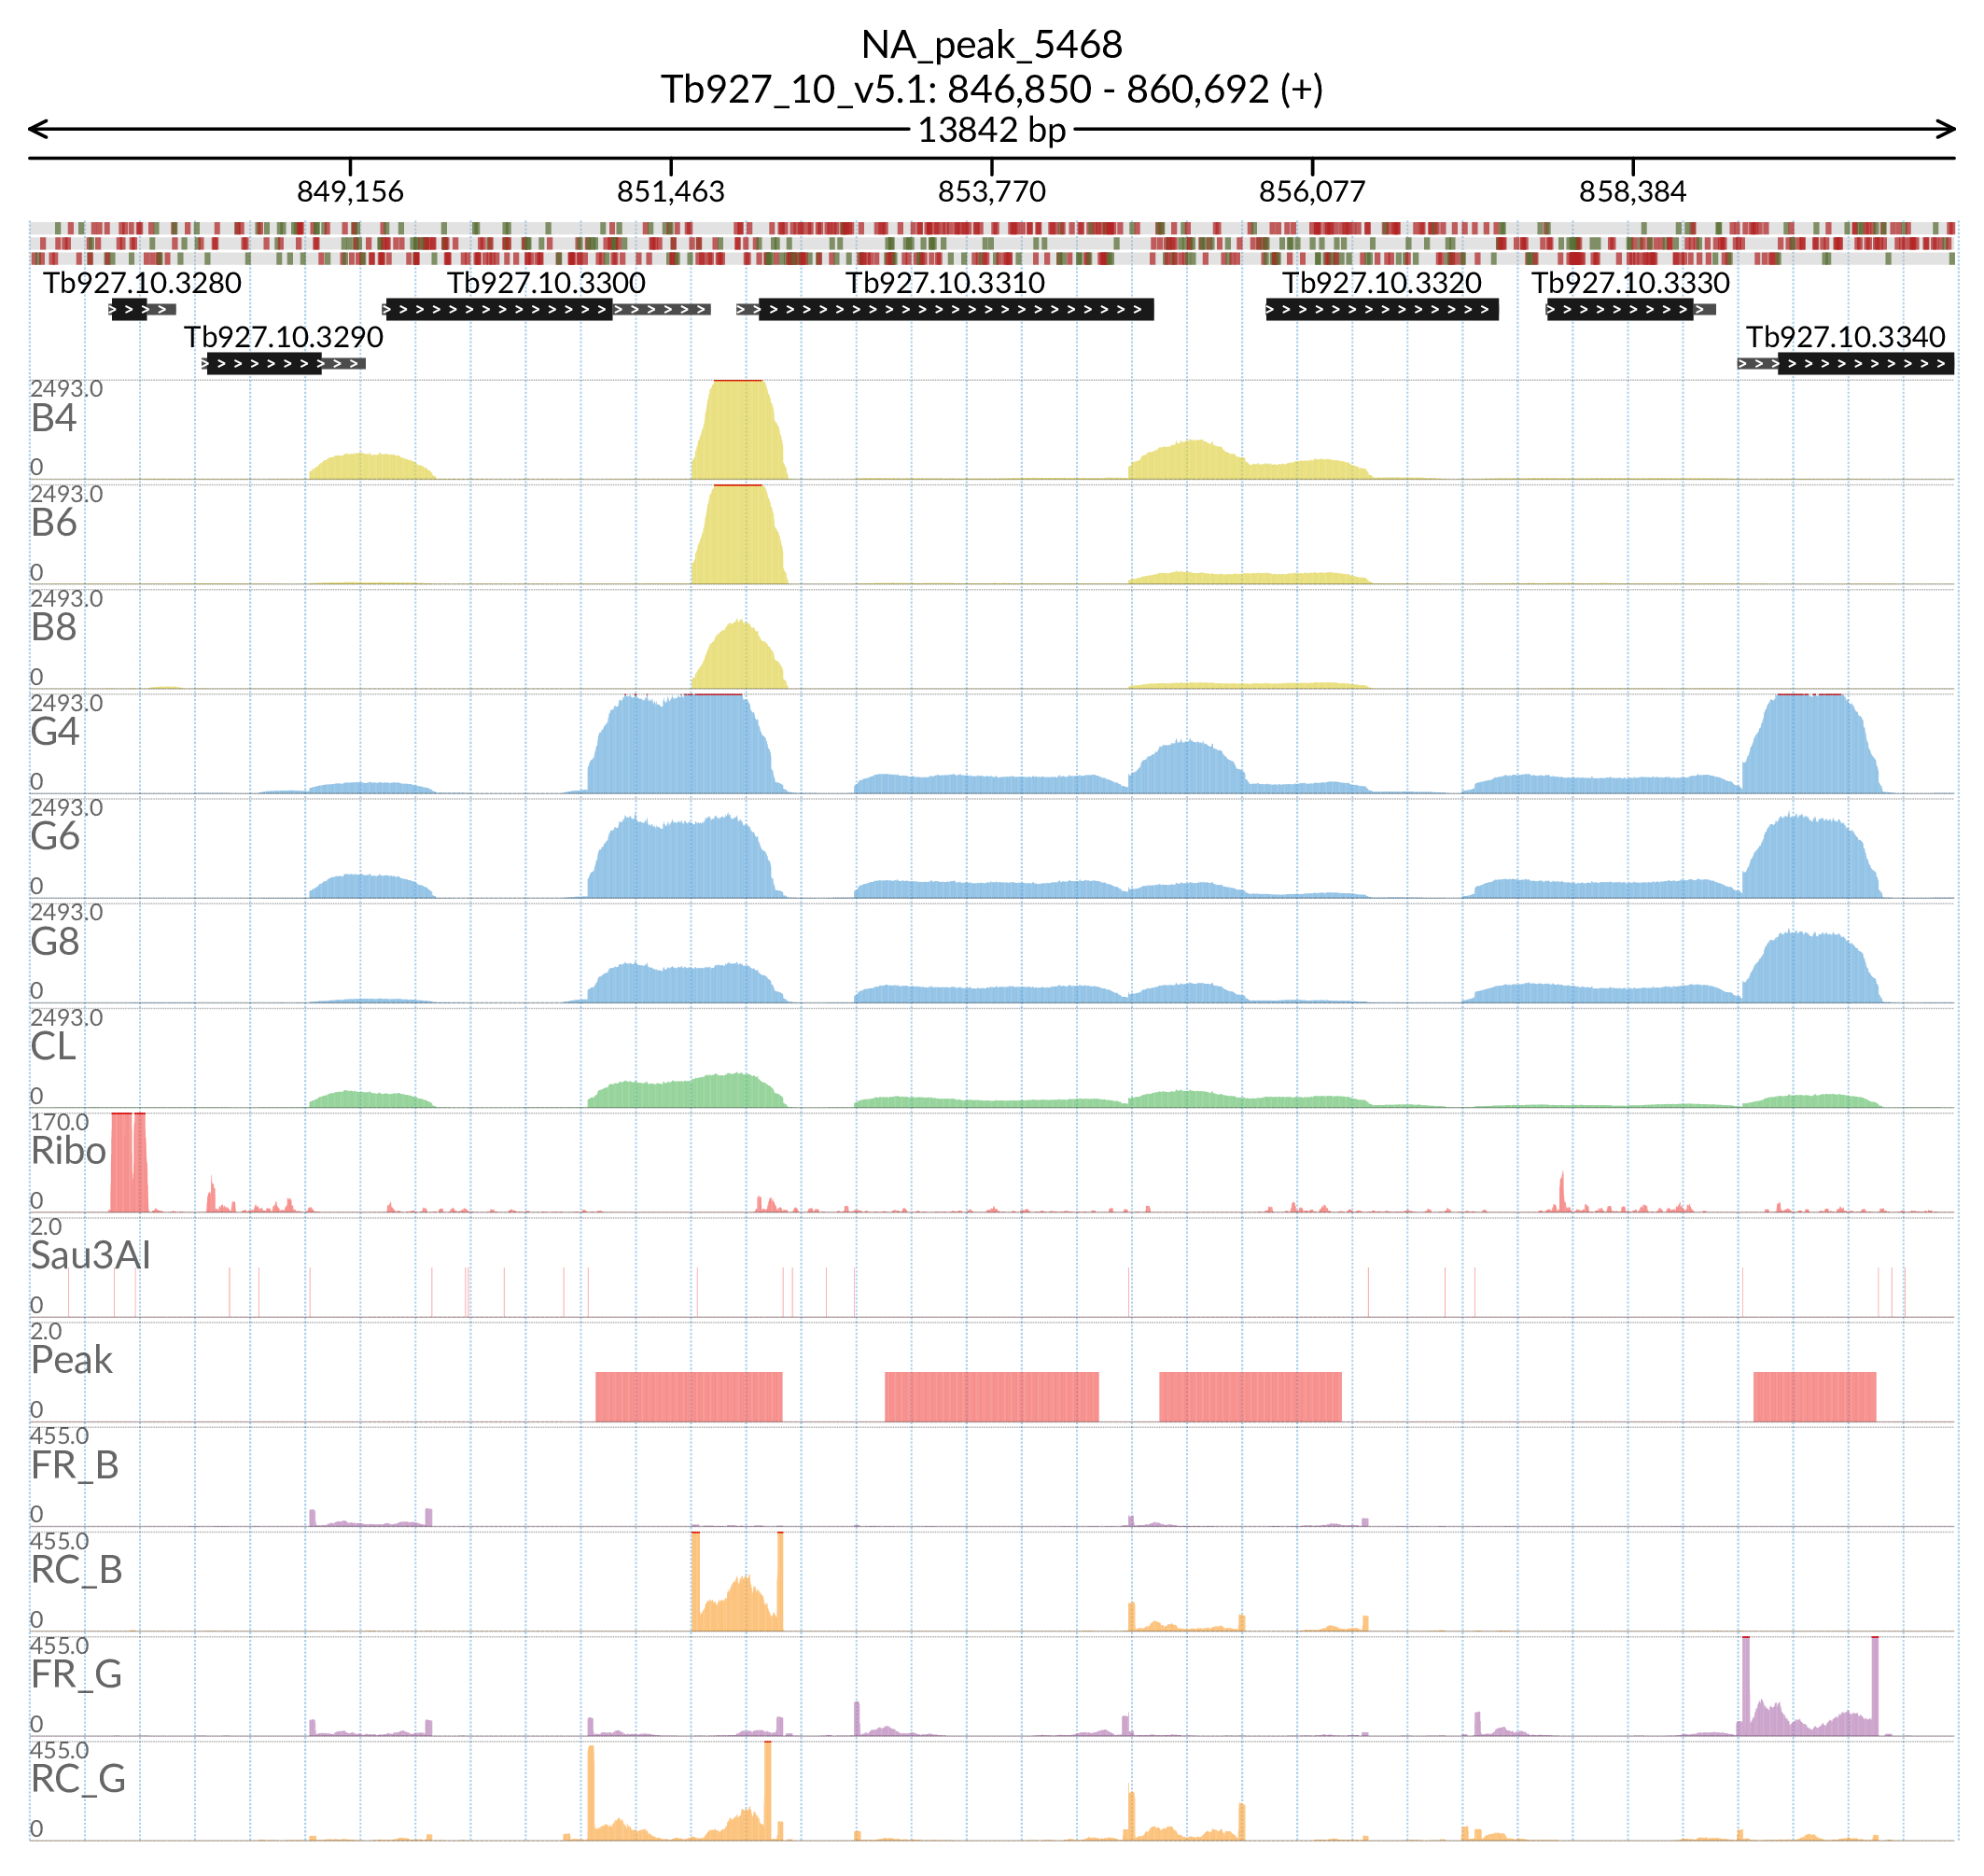 NA_peak_5468
Tb927_10_v5.1: 846,850 - 860,692 (+)
13842 bp
849,156 851,463 853,770 856,077 858,384
Tb927.10.3280 Tb927.10.3300 Tb927.10.3310 Tb927.10.3320 Tb927.10.3330
Tb927.10.3290 Tb927.10.3340
2493.0
B4
0
2493.0
B6
0
2493.0
B8
0
2493.0
G4
0
2493.0
G6
0
2493.0
G8
0
2493.0
CL
0
170.0
Ribo
0
2.0
Sau3AI
0
2.0
Peak
0
455.0
FR_B
0
455.0
RC_B
0
455.0
FR_G
0
455.0
RC_G
0